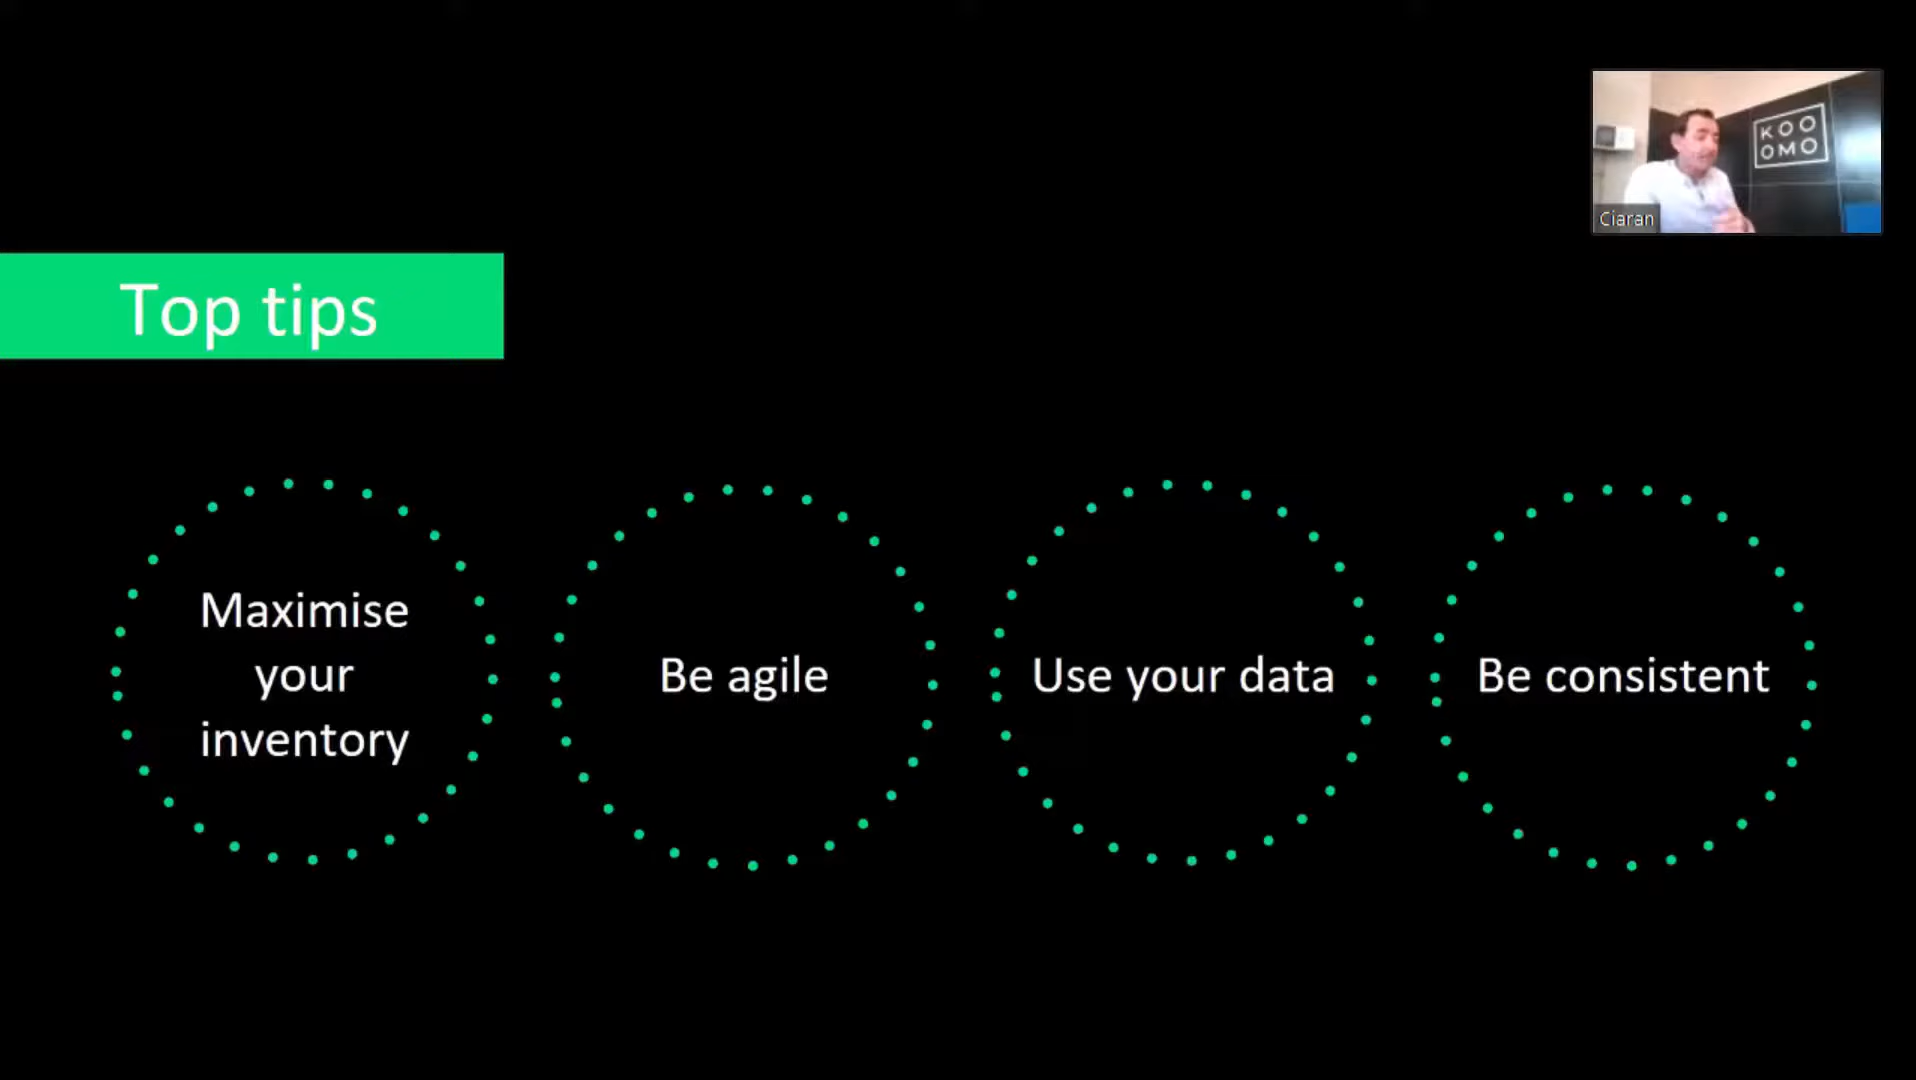 KOO
OMO
Ciaran
Top tips
Maximise
your
inventory
Be agile
Use your data
Be consistent